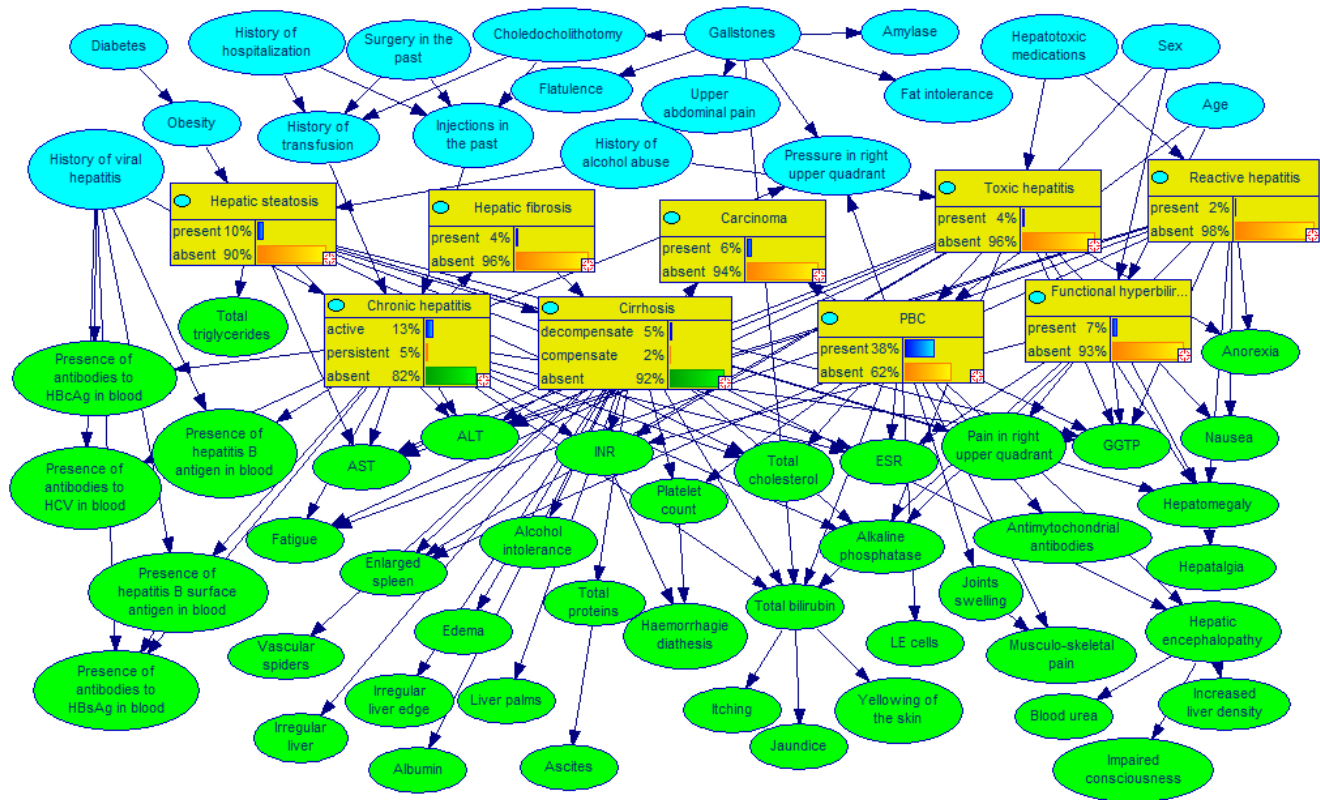 Diabetes
History of
hospitalization
Surgery in the
past
Choledocholithotomy
Gallstones
Amylase
Hepatotoxic
medications
Sex
Flatulence
Upper
abdominal pain
Fat intolerance
Age
Obesity
History of
transfusion
Injections in
the past
History of
alcohol abuse
Pressure in right
upper quadrant
History of viral
hepatitis
Hepatic steatosis
present 10%
absent 90%
Hepatic fibrosis
present 4%
absent 96%
Carcinoma
present 6%
absent 94%
Toxic hepatitis
present 4%
absent 96%
Reactive hepatitis
present 2%
absent 98%
Chronic hepatitis
active 13%
persistent 5%
absent 82%
Cirrhosis
decompensate 5%
compensate 2%
absent 92%
PBC
present 38%
absent 62%
Functional hyperbilir...
present 7%
absent 93%
Total
triglycerides
Anorexia
Presence of
antibodies to
HBcAg in blood
Presence of
hepatitis B
antigen in blood
ALT
AST
INR
Total
cholesterol
ESR
Pain in right
upper quadrant
GGTP
Nausea
Presence of
antibodies to
HCV in blood
Platelet
count
Hepatomegaly
Fatigue
Enlarged
spleen
Alcohol
intolerance
Alkaline
phosphatase
Antimytochondrial
antibodies
Hepatalgia
Presence of
hepatitis B surface
antigen in blood
Total
proteins
Total bilirubin
Joints
swelling
Vascular
spiders
Edema
Haemorrhagie
diathesis
LE cells
Musculo-skeletal
pain
Hepatic
encephalopathy
Presence of
antibodies to
HBsAg in blood
Irregular
liver edge
Liver palms
Itching
Yellowing of
the skin
Blood urea
Increased
liver density
Irregular
liver
Albumin
Ascites
Jaundice
Impaired
consciousness